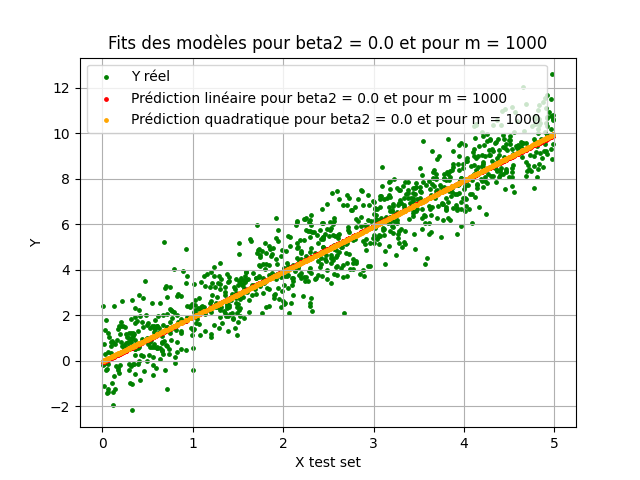 Fits des modèles pour beta2 = 0.0 et pour m = 1000
Y réel
Prédiction linéaire pour beta2 = 0.0 et pour m = 1000
Prédiction quadratique pour beta2 = 0.0 et pour m = 1000
12
10
8
6
4
2
0
−2
Y
0 1 2 3 4 5
X test set